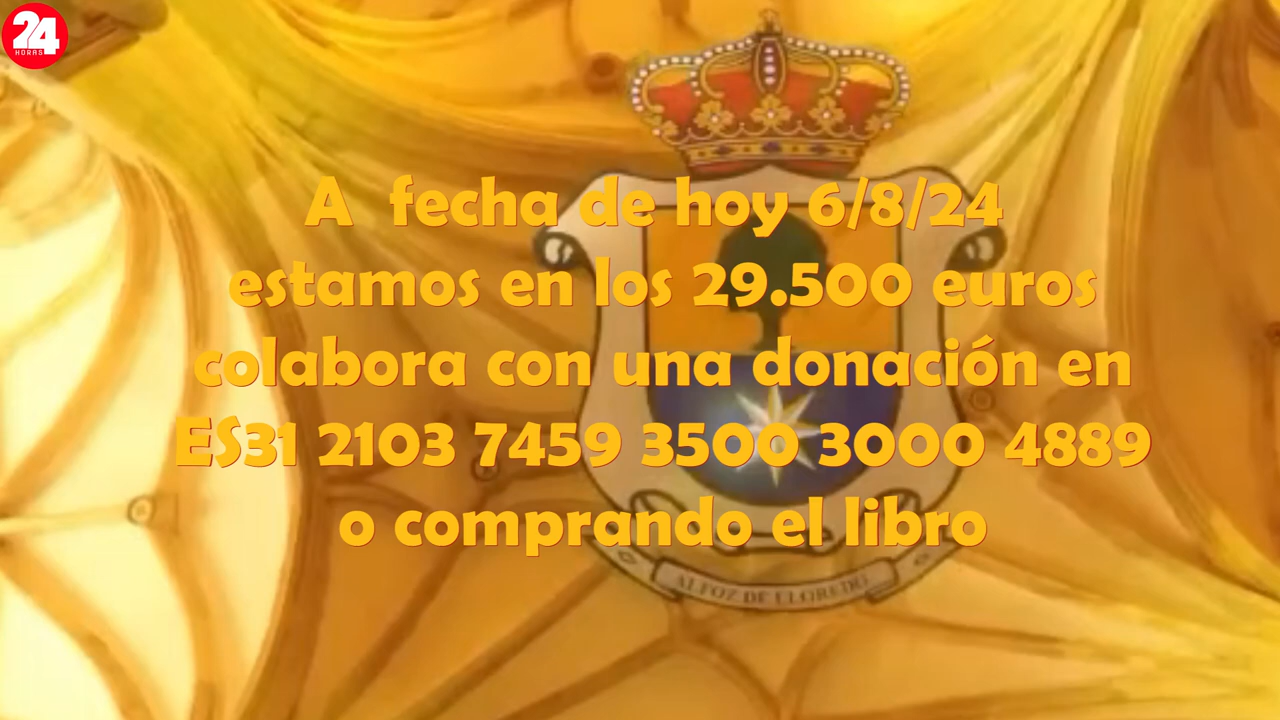 24
HORAS
A fecha de hoy 6/8/24
estamos en los 29.500 euros
colabora con una donación en
ES31 2103 7459 3500 3000 4889
o comprando el libro
ALFOZ DE LLOREDO